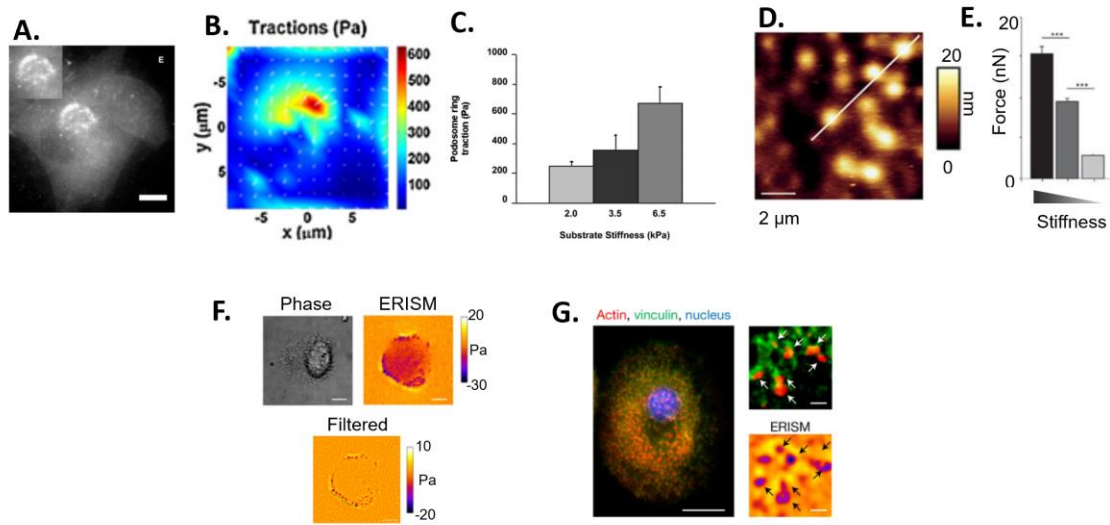 A.
E
B.
Tractions (Pa)
-5
0
5
y (µm)
-5 0 5
x (µm)
600
500
400
300
200
100
C.
1000
800
600
400
200
0
Podosome ring
traction (Pa)
2.0 3.5 6.5
Substrate Stiffness (kPa)
D.
2 µm
20
nm
0
E.
20
Force (nN)
0
***
***
Stiffness
F.
Phase
ERISM
20
Pa
-30
Filtered
10
Pa
-20
G.
Actin, vinculin, nucleus
ERISM